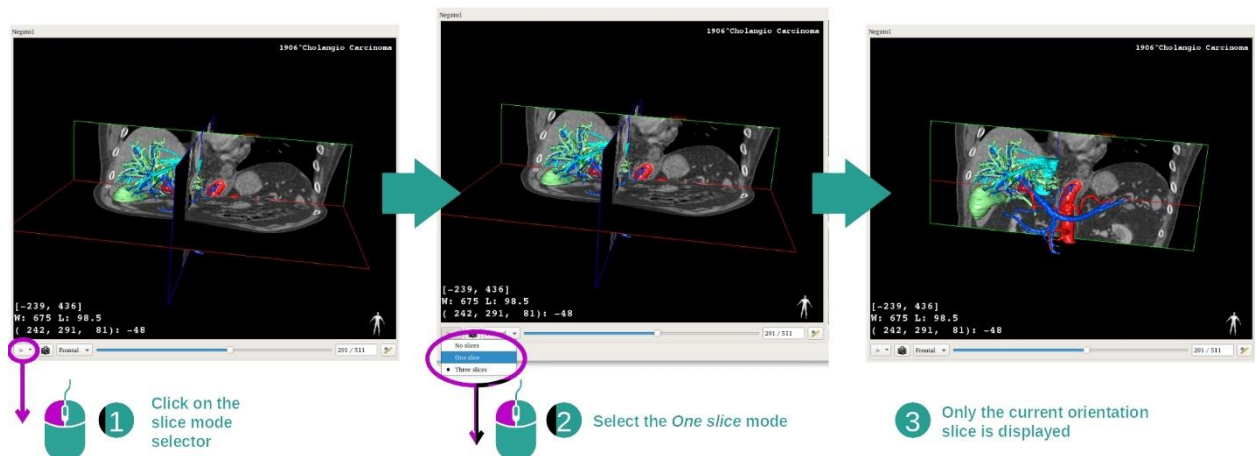 Negato1
1906^Cholangio Carcinoma
[-239, 436]
W: 675 L: 98.5
( 242, 291,  81): -48
Frontal
291 / 511
1
Click on the
slice mode
selector
Negato1
1906^Cholangio Carcinoma
[-239, 436]
W: 675 L: 98.5
( 242, 291,  81): -48
291 / 511
No slices
One slice
Three slices
2
Select the One slice mode
Negato1
1906^Cholangio Carcinoma
[-239, 436]
W: 675 L: 98.5
( 242, 291,  81): -48
Frontal
291 / 511
3
Only the current orientation
slice is displayed